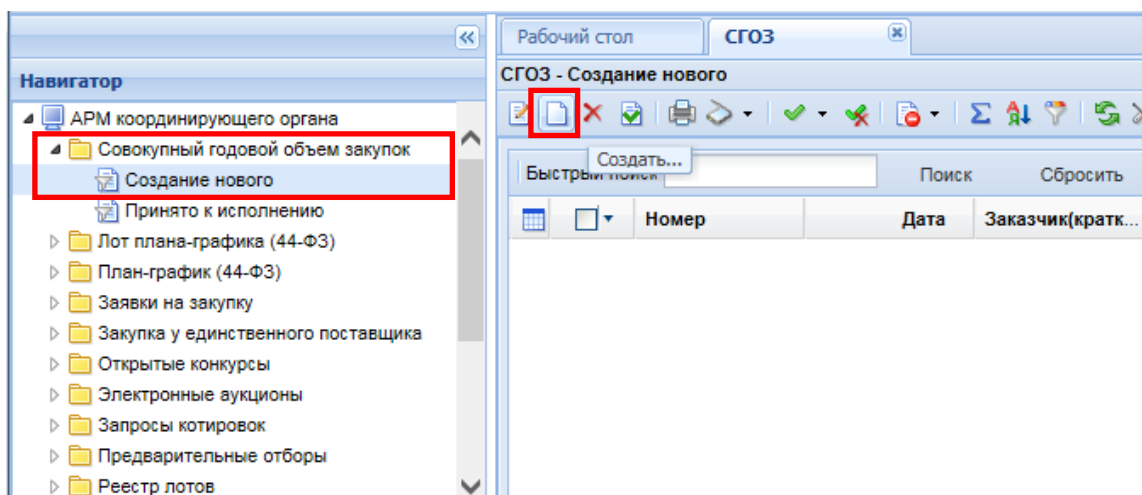 Рабочий стол
СГОЗ
Навигатор
СГОЗ - Создание нового
АРМ координирующего органа
Совокупный годовой объем закупок
Создание нового
Принято к исполнению
Лот плана-графика (44-ФЗ)
План-график (44-ФЗ)
Заявки на закупку
Закупка у единственного поставщика
Открытые конкурсы
Электронные аукционы
Запросы котировок
Предварительные отборы
Реестр лотов
Создать...
Быстрый поиск
Поиск
Сбросить
Номер
Дата
Заказчик(кратк...